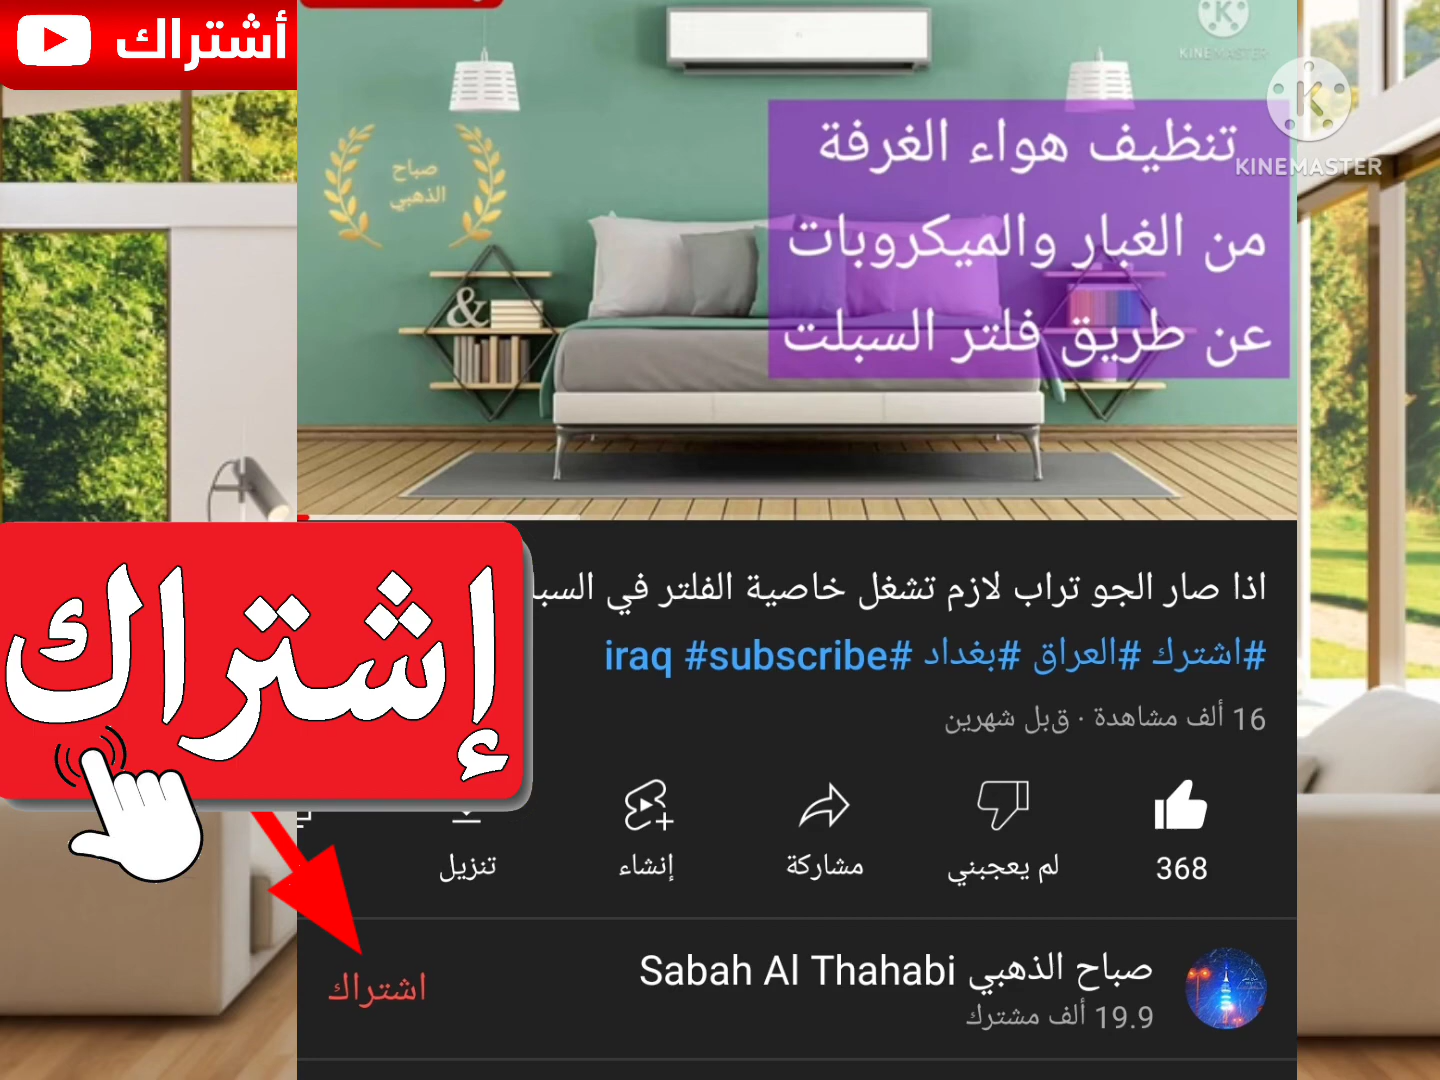 أشتراك
KINEMASTER
KINEMASTER
صباح
الذهبي
تنظيف هواء الغرفة
من الغبار والميكروبات
عن طريق فلتر السبلت
&
إشتراك
اذا صار الجو تراب لازم تشغل خاصية الفلتر في
#اشترك #العراق #بغداد #iraq #subscribe
16 ألف مشاهدة · قبل شهرين
368
لم يعجبني
مشاركة
إنشاء
تنزيل
صباح الذهبي Sabah Al Thahabi
19.9 ألف مشترك
اشتراك